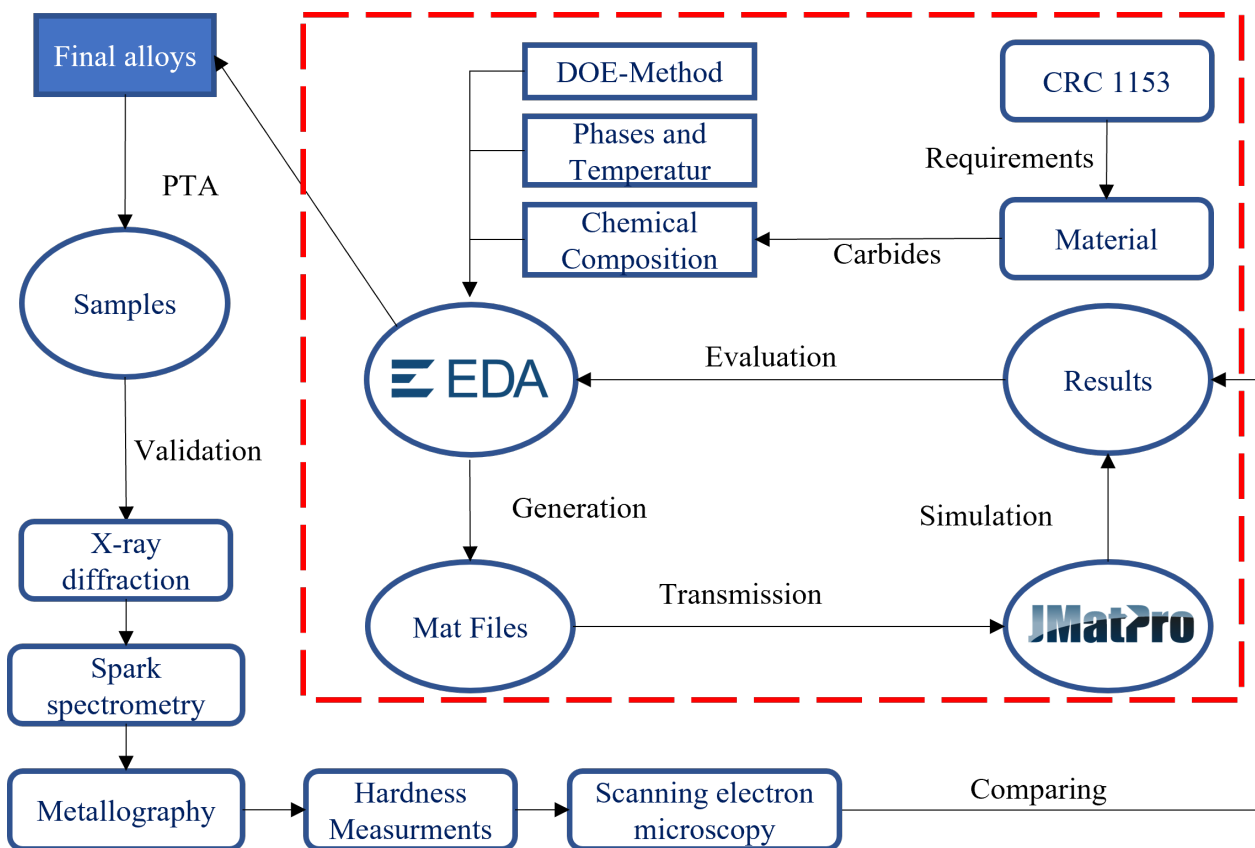 Final alloys
DOE-Method
CRC 1153
Phases and
Temperatur
Requirements
PTA
Chemical
Composition
Carbides
Material
Samples
EDA
Evaluation
Results
Validation
Generation
Simulation
X-ray
diffraction
Mat Files
Transmission
JMatPro
Spark
spectrometry
Metallography
Hardness
Measurments
Scanning electron
microscopy
Comparing